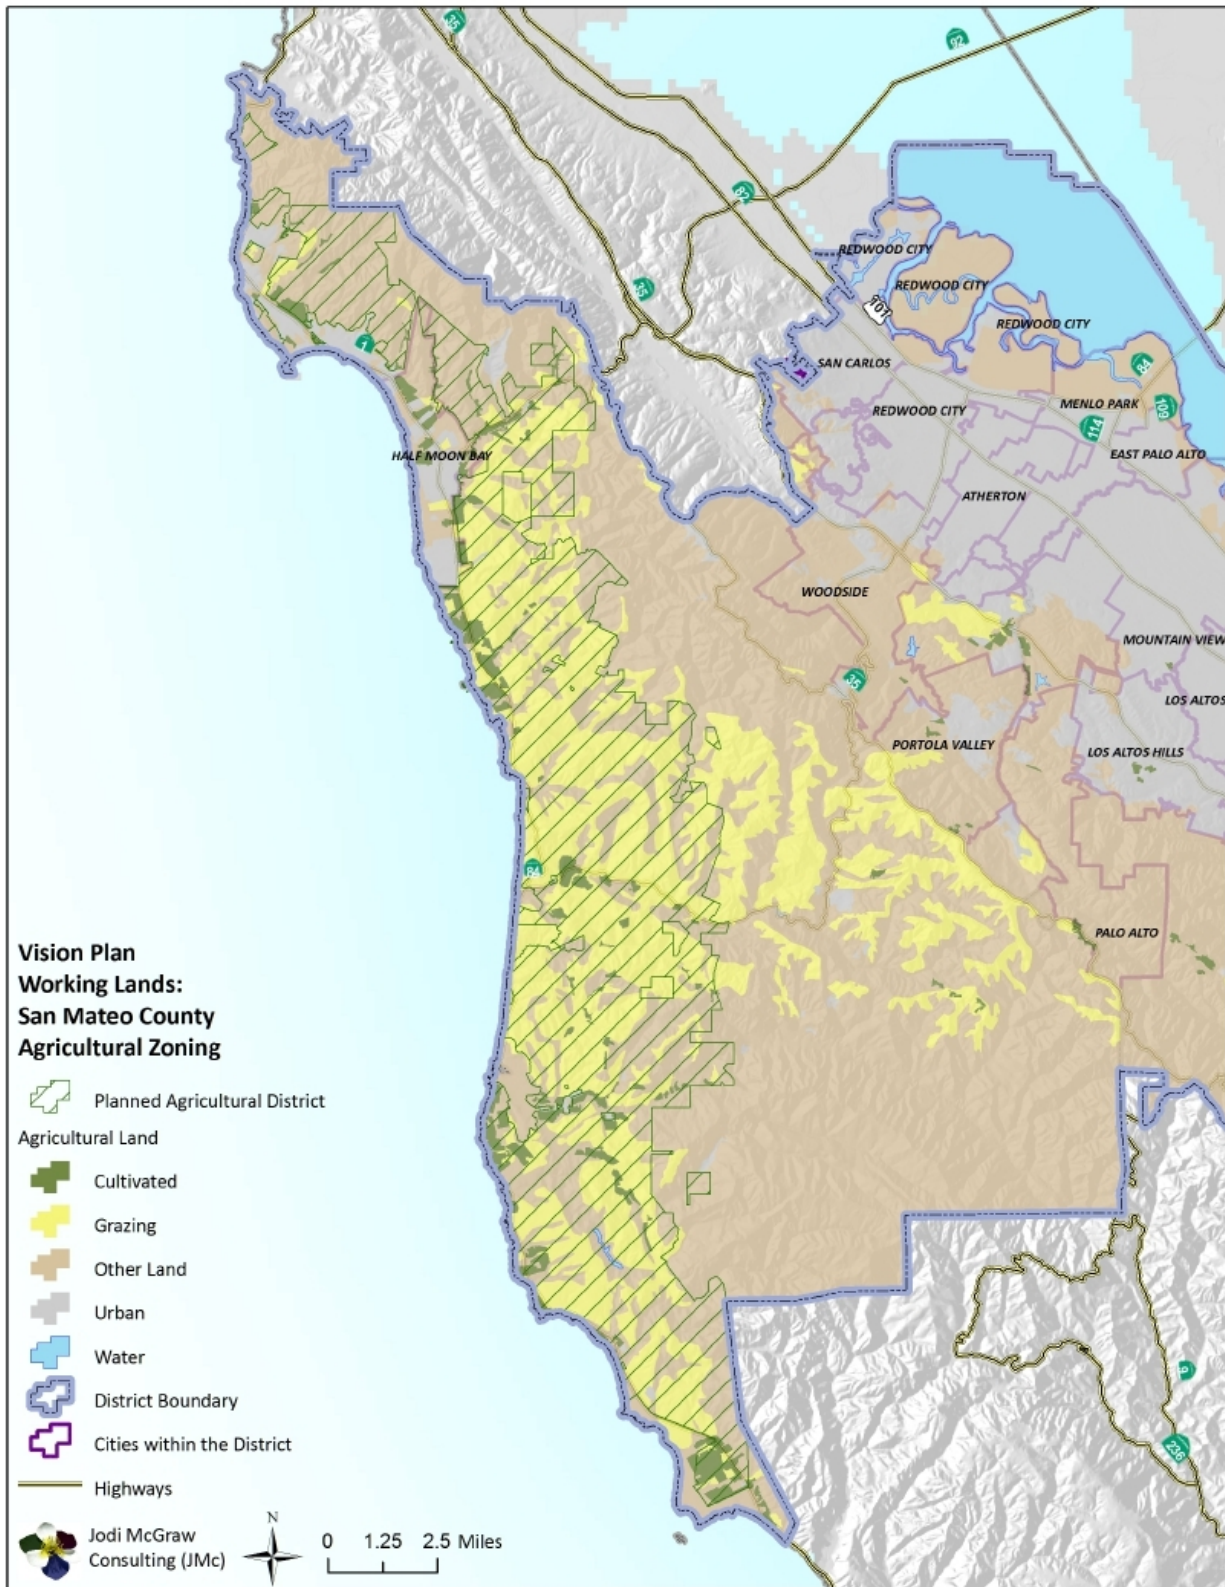 35
92
82
35
REDWOOD CITY
REDWOOD CITY
101
REDWOOD CITY
1
SAN CARLOS
84
MENLO PARK
109
REDWOOD CITY
114
HALF MOON BAY
EAST PALO ALTO
ATHERTON
WOODSIDE
MOUNTAIN VIEW
35
LOS ALTOS
PORTOLA VALLEY
LOS ALTOS HILLS
84
PALO ALTO
Vision Plan
Working Lands:
San Mateo County
Agricultural Zoning
Planned Agricultural District
Agricultural Land
Cultivated
Grazing
Other Land
Urban
Water
District Boundary
Cities within the District
Highways
9
236
Jodi McGraw
Consulting (JMc)
N
0 1.25 2.5 Miles